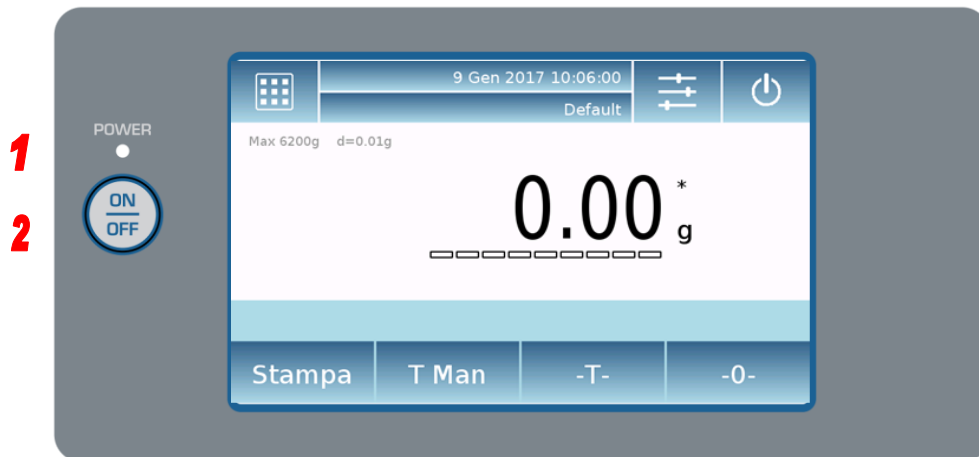 9 Gen 2017 10:06:00
Default
POWER
1
Max 6200g d=0.01g
ON
OFF
2
0.00 *
g
Stampa T Man -T- -0-